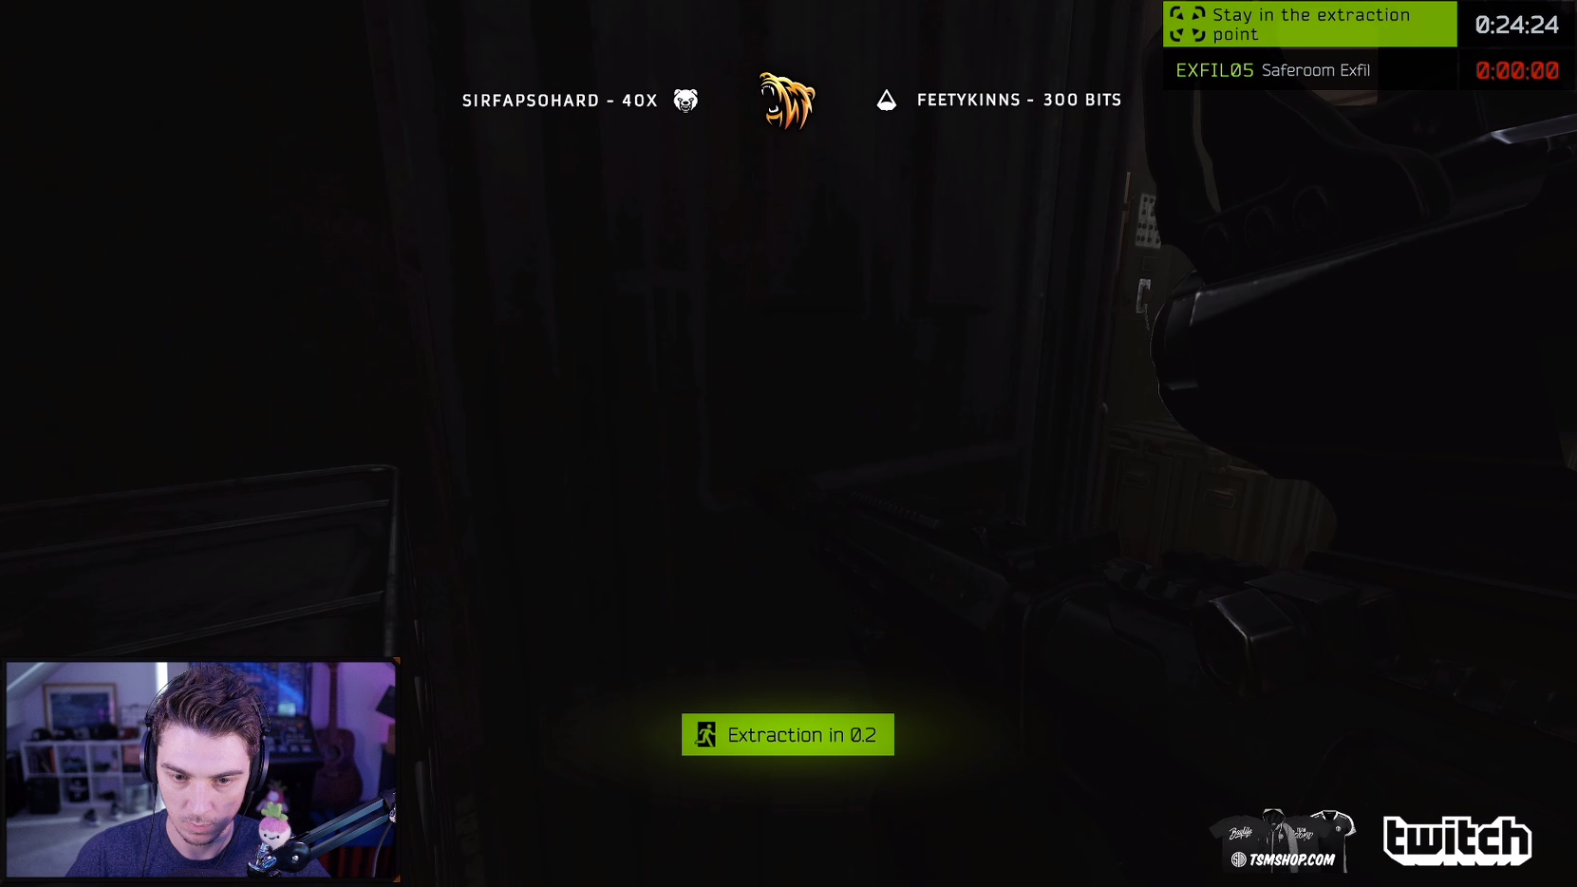 Stay in the extraction
point
0:24:24
EXFIL05 Saferoom Exfil
0:00:00
SIRFAPSOHARD - 40X
FEETYKINNS - 300 BITS
Extraction in 0.2
TSMSHOP.COM
twitch